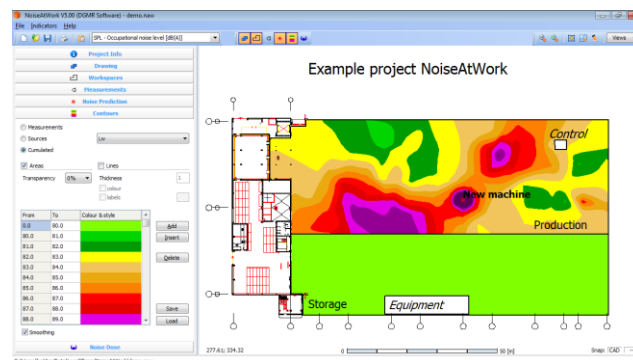 NoiseAtWork V3.00 (DGMR Software) - demo.naw
File Indicators Help
SPL - Occupational noise level [dB(A)]
Views
Project Info
Drawing
Workspaces
Measurements
Noise Prediction
Contours
Measurements
Sources
Cumulated
Areas
Lines
Transparency 0% Thickness 1
colour
labels
From To Colour & style
0.0 80.0 Add
80.0 81.0 Insert
81.0 82.0
82.0 83.0 Delete
83.0 84.0
84.0 85.0
85.0 86.0
86.0 87.0
87.0 88.0 Save
88.0 89.0 Load
Smoothing
Noise Dose
Example project NoiseAtWork
Control
New machine
Production
Storage
Equipment
277.61; 334.32
0
50 [m]
Snap: CAD